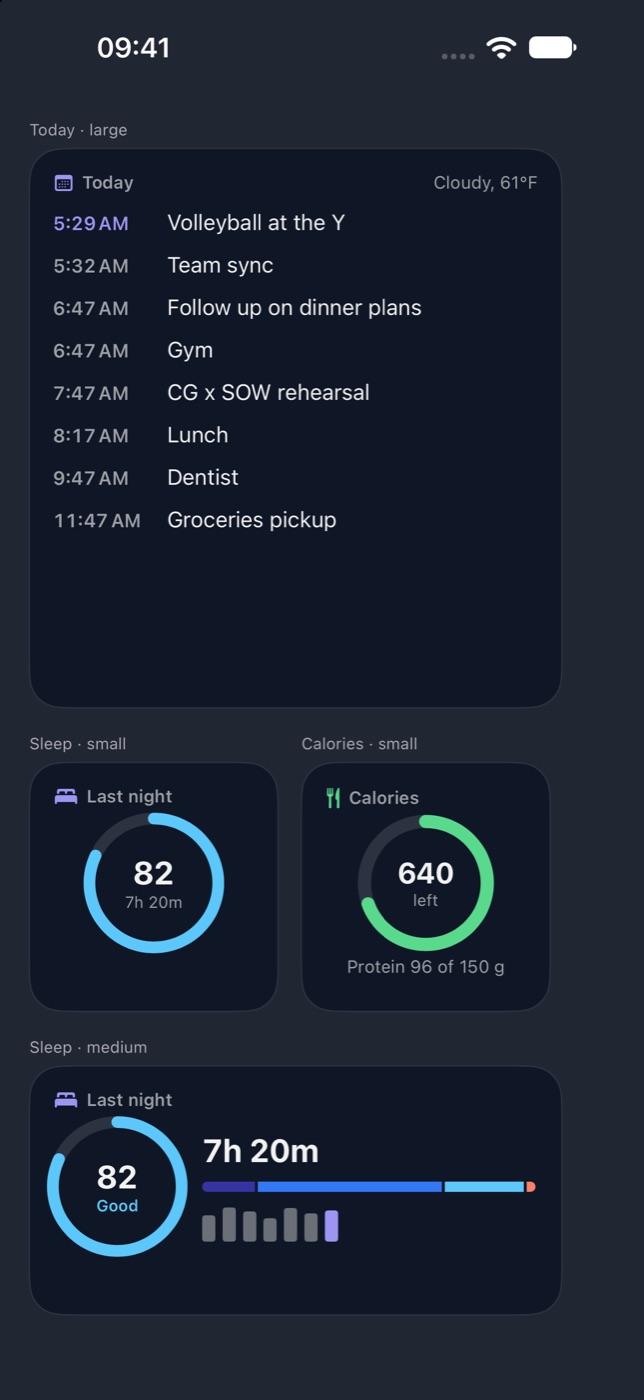 09:41
Today · large
Today Cloudy, 61°F
5:29 AM Volleyball at the Y
5:32 AM Team sync
6:47 AM Follow up on dinner plans
6:47 AM Gym
7:47 AM CG x SOW rehearsal
8:17 AM Lunch
9:47 AM Dentist
11:47 AM Groceries pickup
Sleep · small
Last night
82
7h 20m
Calories · small
Calories
640
left
Protein 96 of 150 g
Sleep · medium
Last night
82
Good
7h 20m